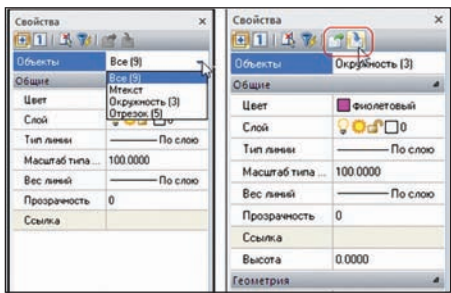 Свойства
Объекты Все (9)
Все (9)
Мтекст
Окружность (3)
Отрезок (5)
Общие
Цвет
Слой 0
Тип линии По слою
Масштаб типа ... 100.0000
Вес линий По слою
Прозрачность 0
Ссылка
Свойства
Объекты Окружность (3)
Общие
Цвет фиолетовый
Слой 0
Тип линии По слою
Масштаб типа ... 100.0000
Вес линий По слою
Прозрачность 0
Ссылка
Высота 0.0000
Геометрия